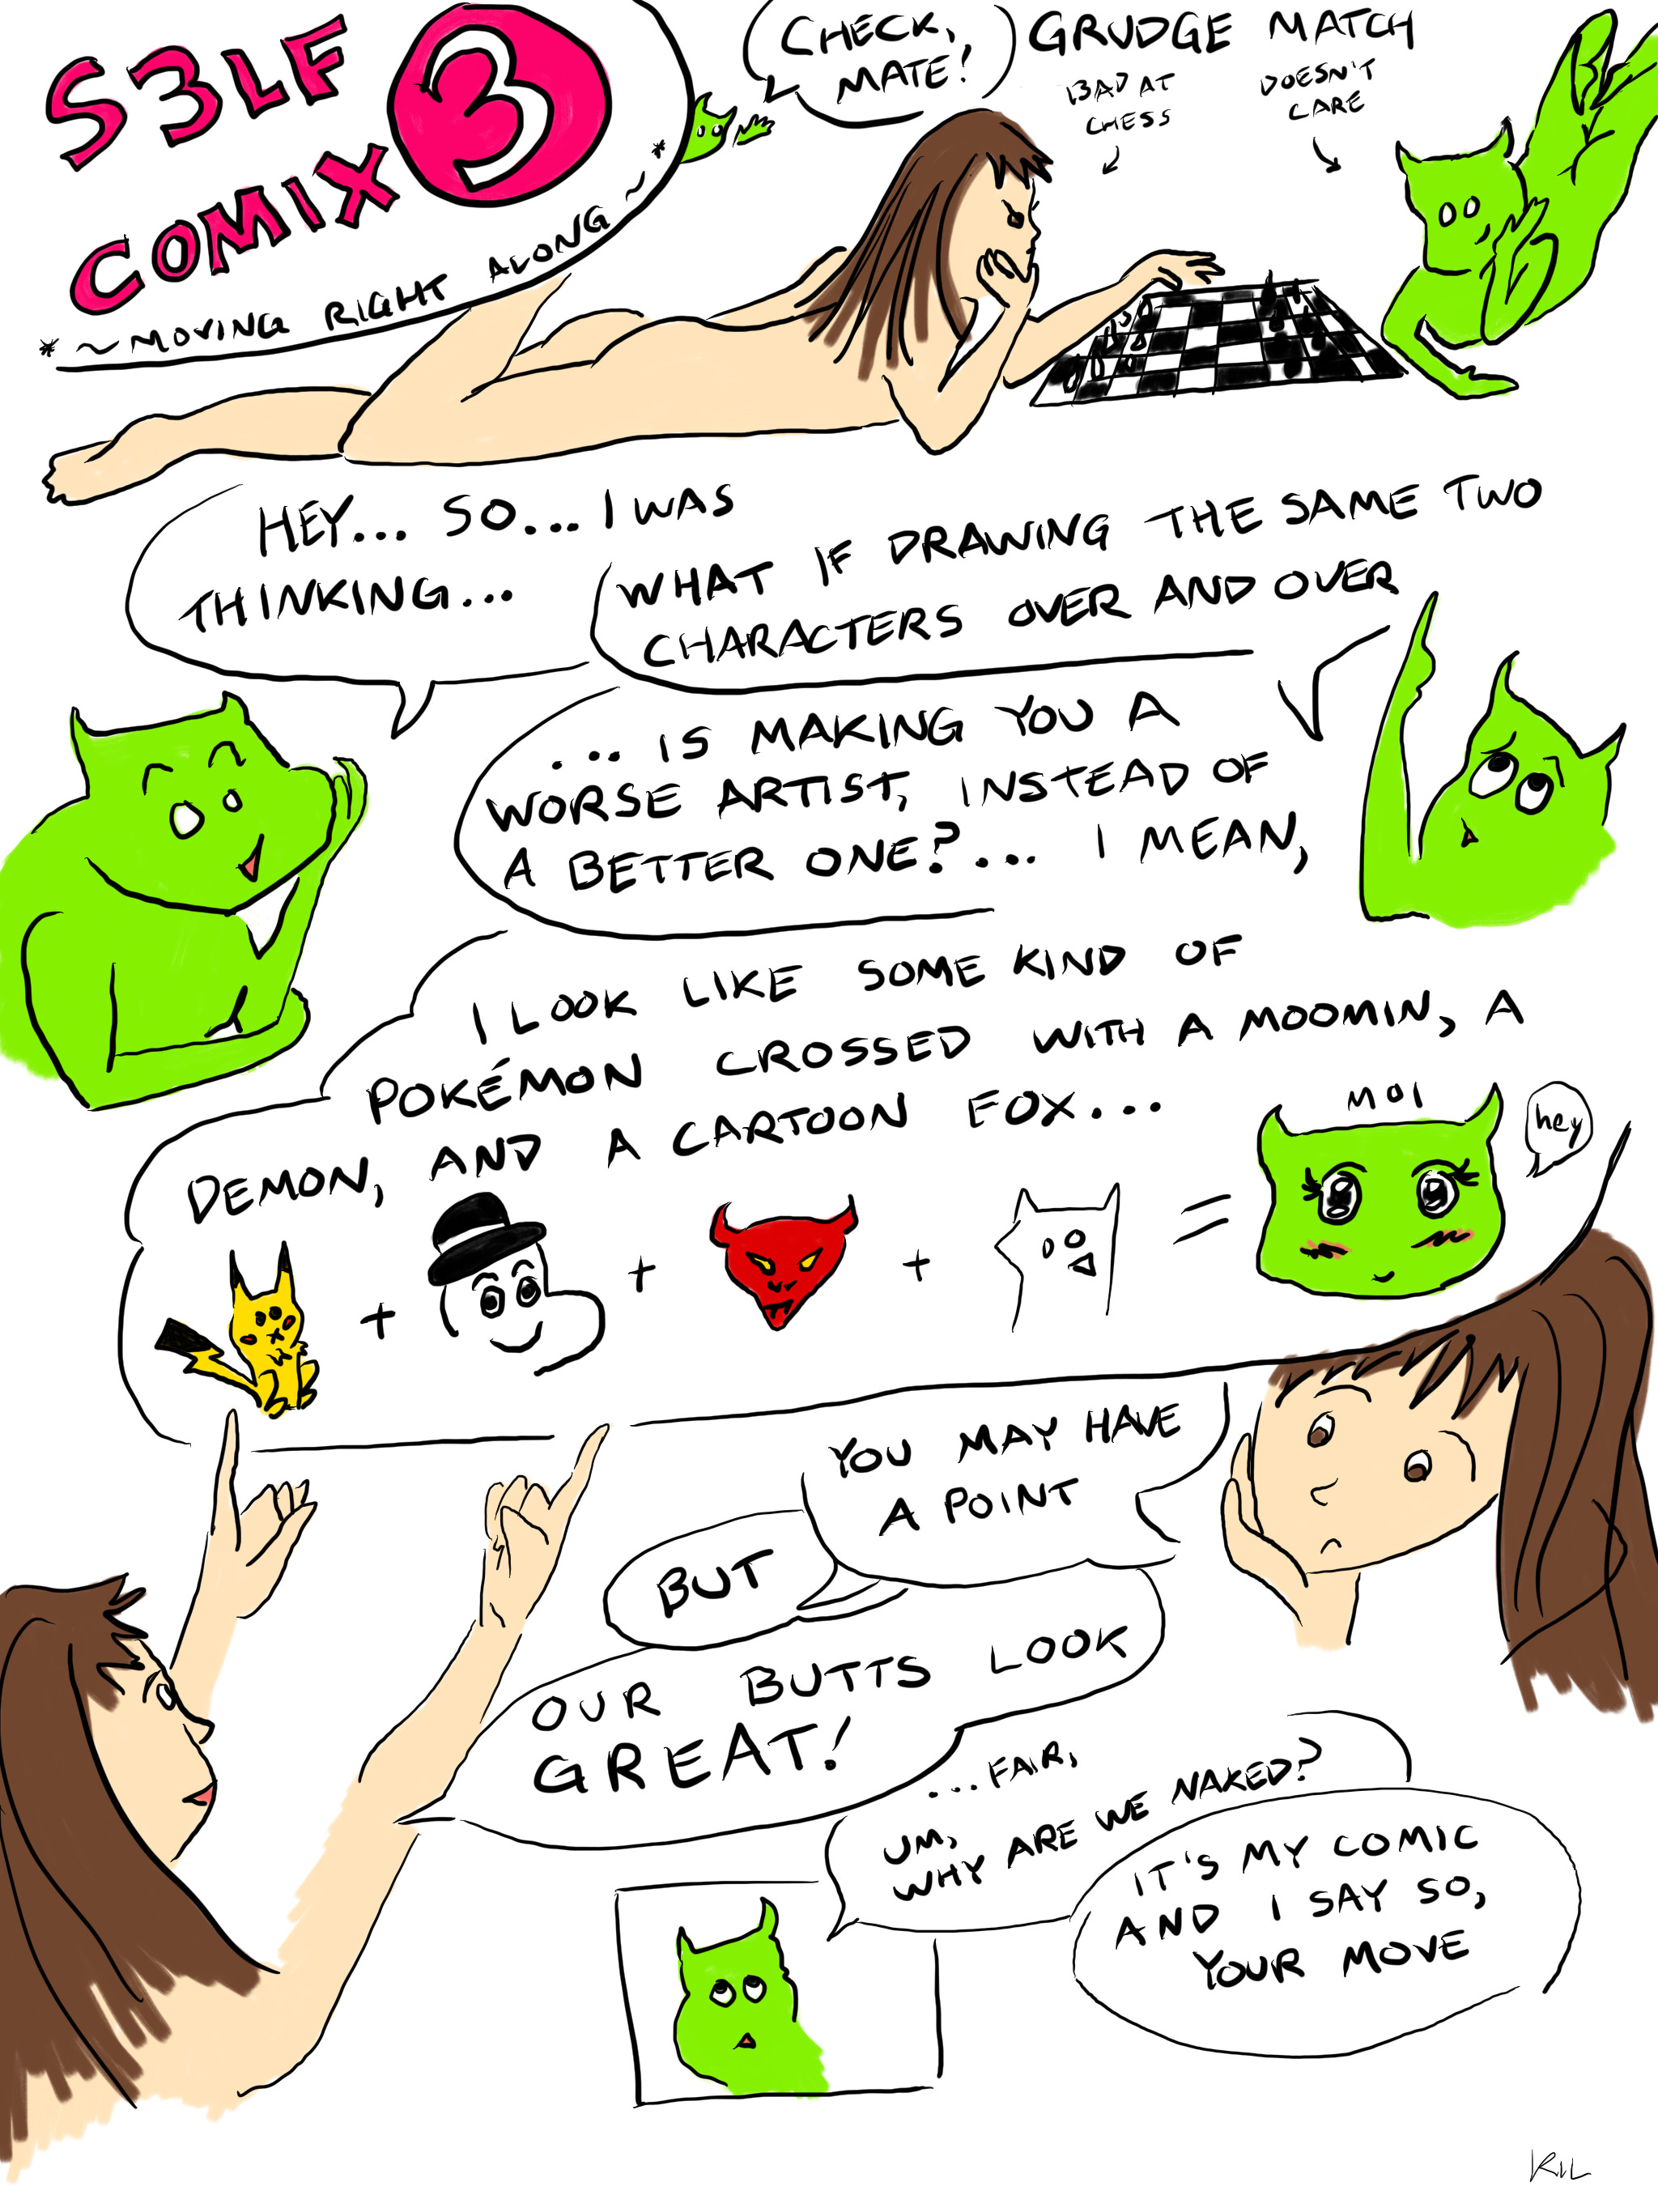 S3LF
COMIX
3
* ~ MOVING RIGHT ALONG ~ *
CHECK,
MATE!
GRUDGE MATCH
BAD AT
CHESS
DOESN'T
CARE
HEY... SO... I WAS
THINKING...
WHAT IF DRAWING THE SAME TWO
CHARACTERS OVER AND OVER
.... IS MAKING YOU A
WORSE ARTIST, INSTEAD OF
A BETTER ONE?... I MEAN,
I LOOK LIKE SOME KIND OF
POKÉMON CROSSED WITH A MOOMIN, A
DEMON, AND A CARTOON FOX...
+ + + =
MOI
hey
YOU MAY HAVE
A POINT
BUT
OUR BUTTS LOOK
GREAT!
...FAIR,
UM,
WHY ARE WE NAKED?
IT'S MY COMIC
AND I SAY SO,
YOUR MOVE